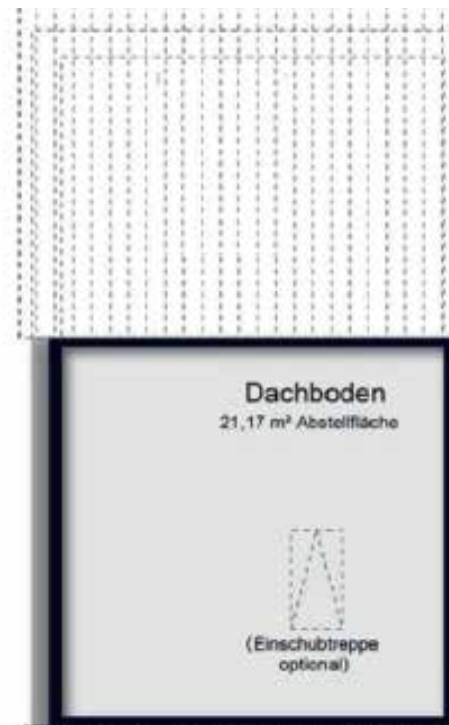 Dachboden
21,17 m² Abstellfläche
(Einschubtreppe
optional)